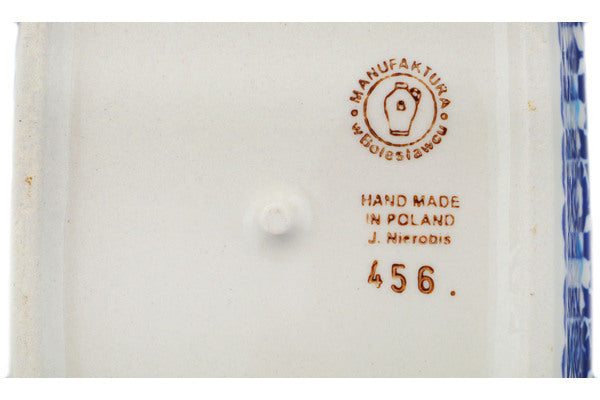 MANUFAKTURA
w Bolesławcu
HAND MADE
IN POLAND
J. Nierobis
456.